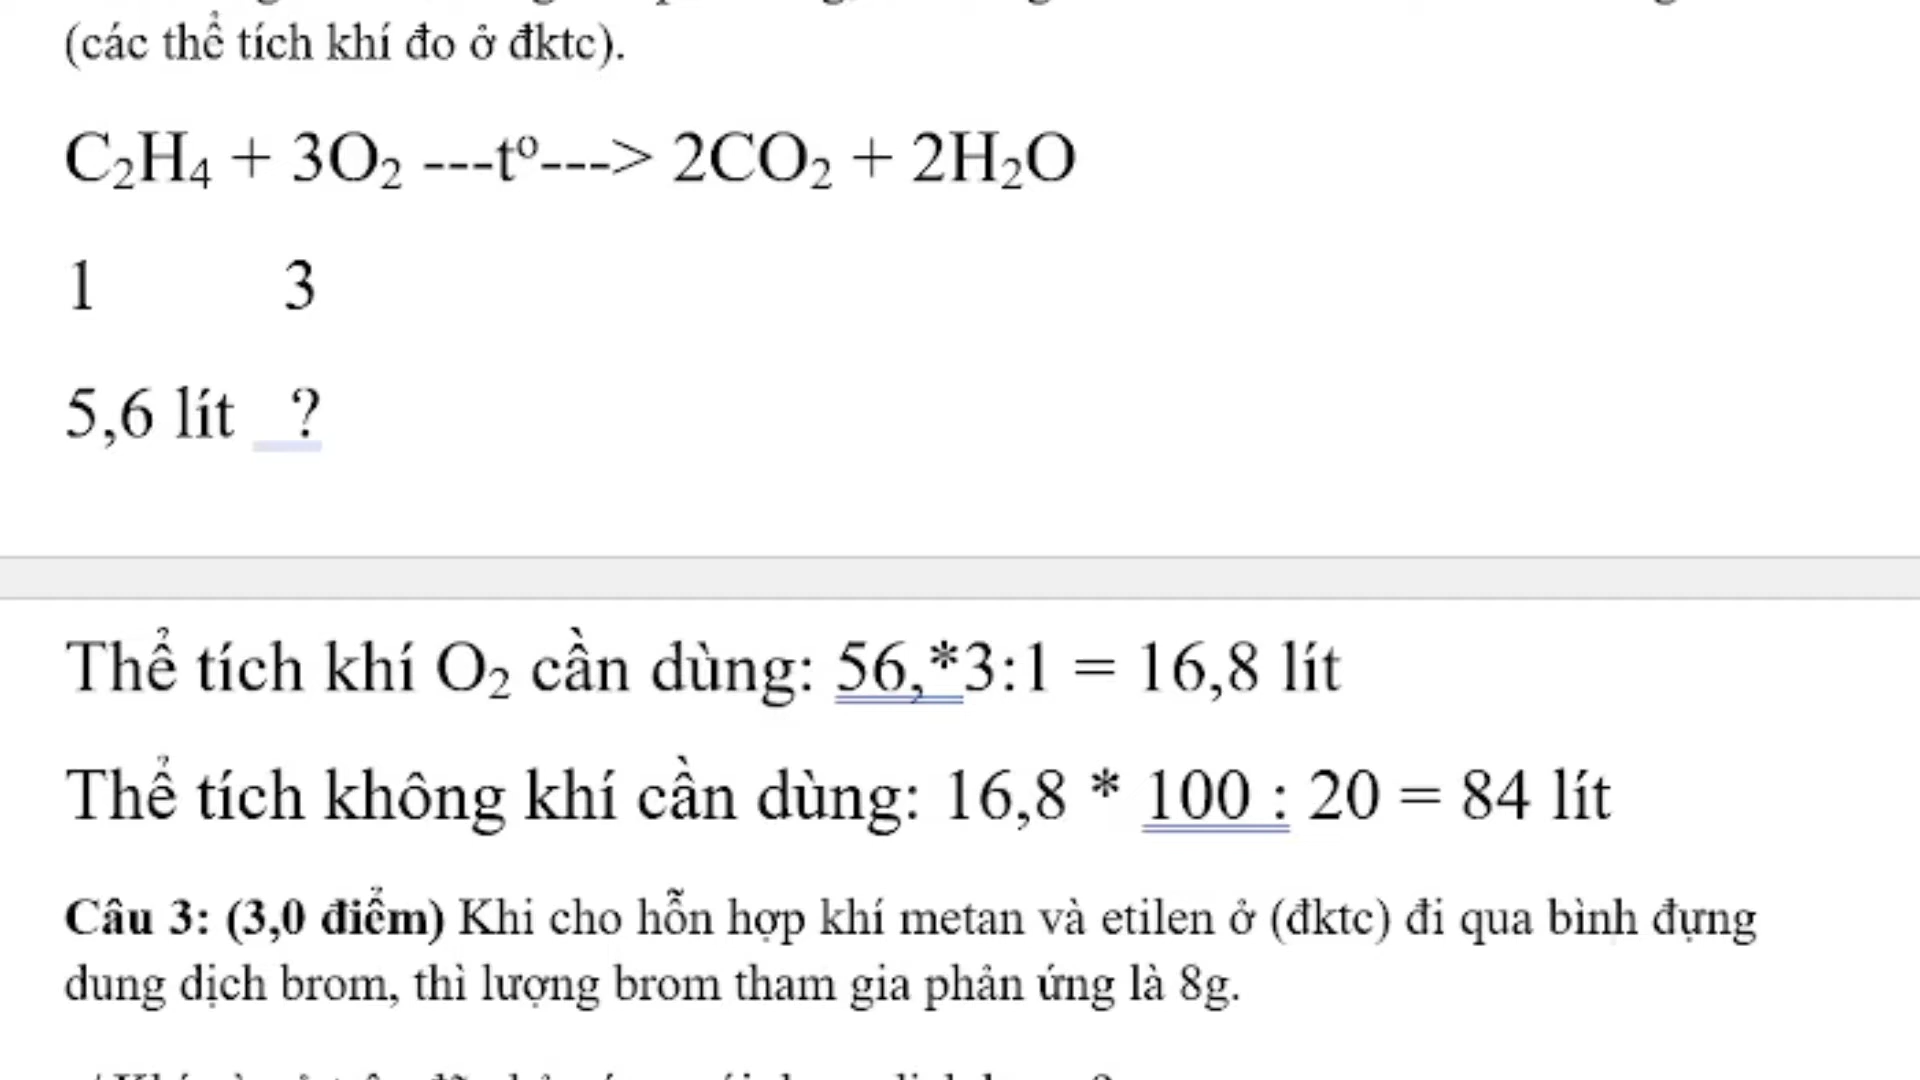 (các thể tích khí đo ở đktc).
C₂H₄ + 3O₂ ---tº---> 2CO₂ + 2H₂O
1 3
5,6 lít ?
Thể tích khí O₂ cần dùng: 56,*3:1 = 16,8 lít
Thể tích không khí cần dùng: 16,8 * 100 : 20 = 84 lít
Câu 3: (3,0 điểm) Khi cho hỗn hợp khí metan và etilen ở (đktc) đi qua bình đựng
dung dịch brom, thì lượng brom tham gia phản ứng là 8g.